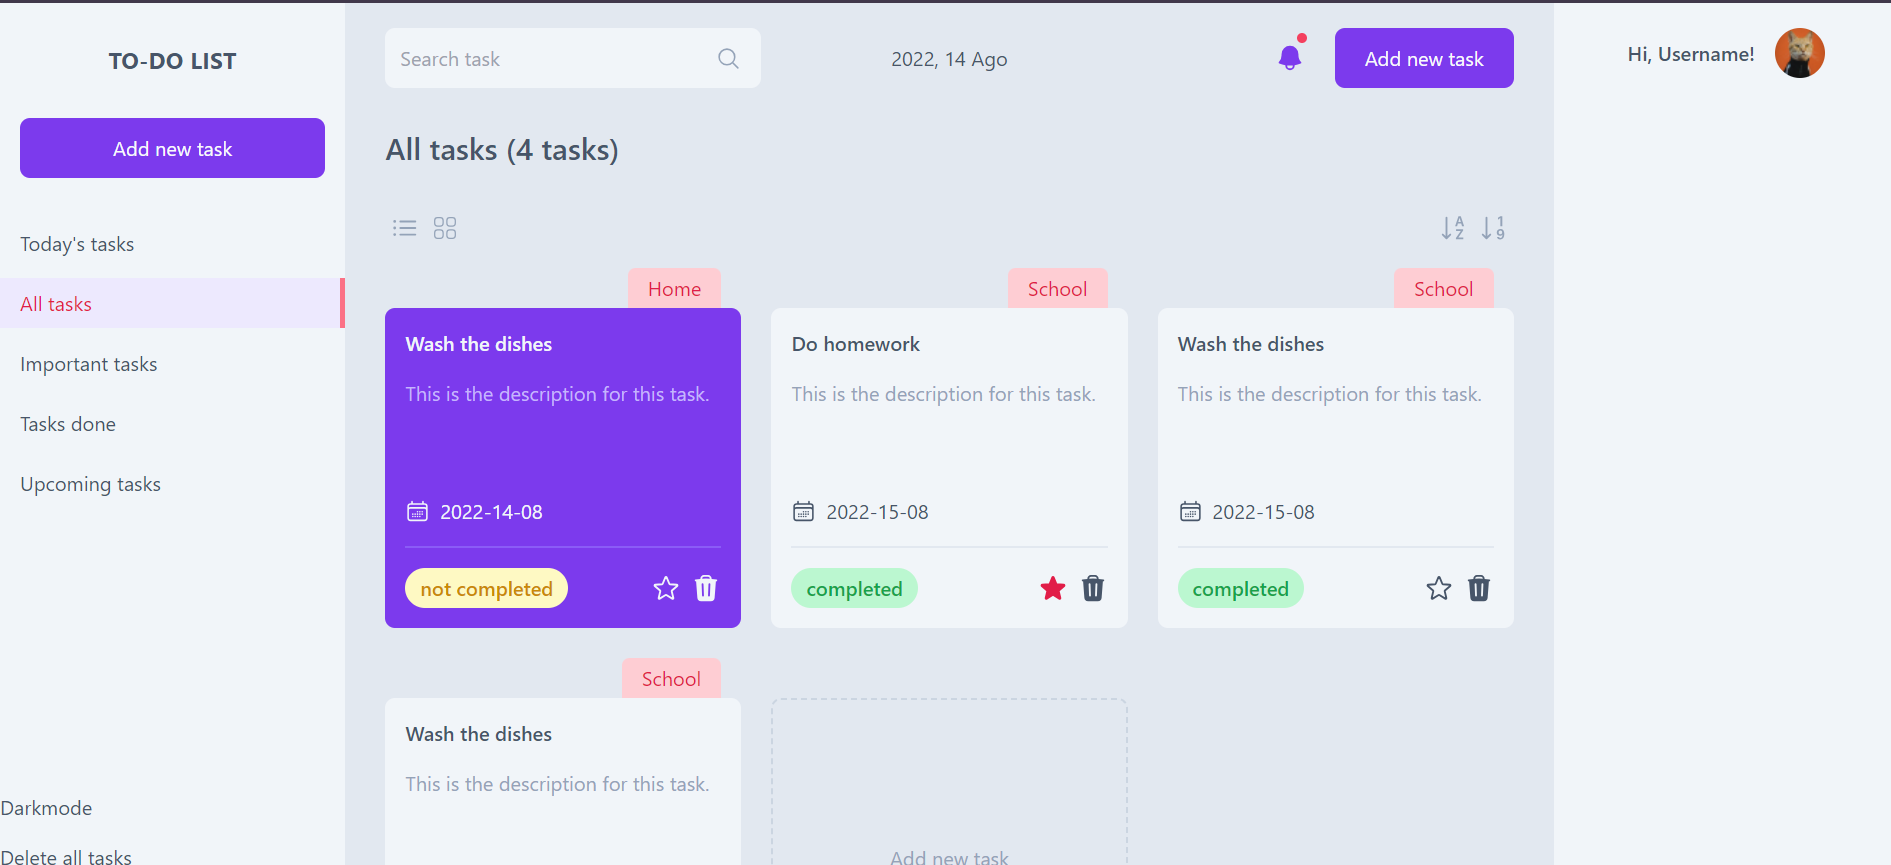 TO-DO LIST
Add new task
Today's tasks
All tasks
Important tasks
Tasks done
Upcoming tasks
Darkmode
Delete all tasks
Search task
2022, 14 Ago
Add new task
Hi, Username!
All tasks (4 tasks)
A
Z
1
9
Home
Wash the dishes
This is the description for this task.
2022-14-08
not completed
School
Do homework
This is the description for this task.
2022-15-08
completed
School
Wash the dishes
This is the description for this task.
2022-15-08
completed
School
Wash the dishes
This is the description for this task.
Add new task